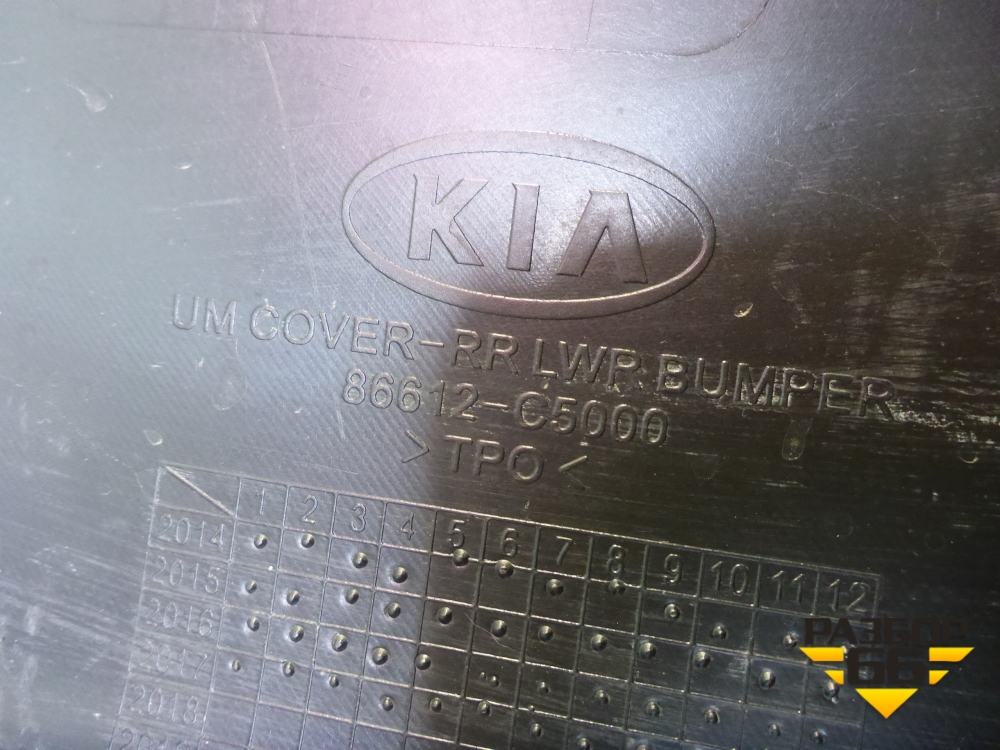 KIA
UM COVER-RR LWR BUMPER
86612-C5000
>TPO<
1 2 3 4 5 6 7 8 9 10 11 12
2014
2015
2016
2017
2018
РАЗБОР
66